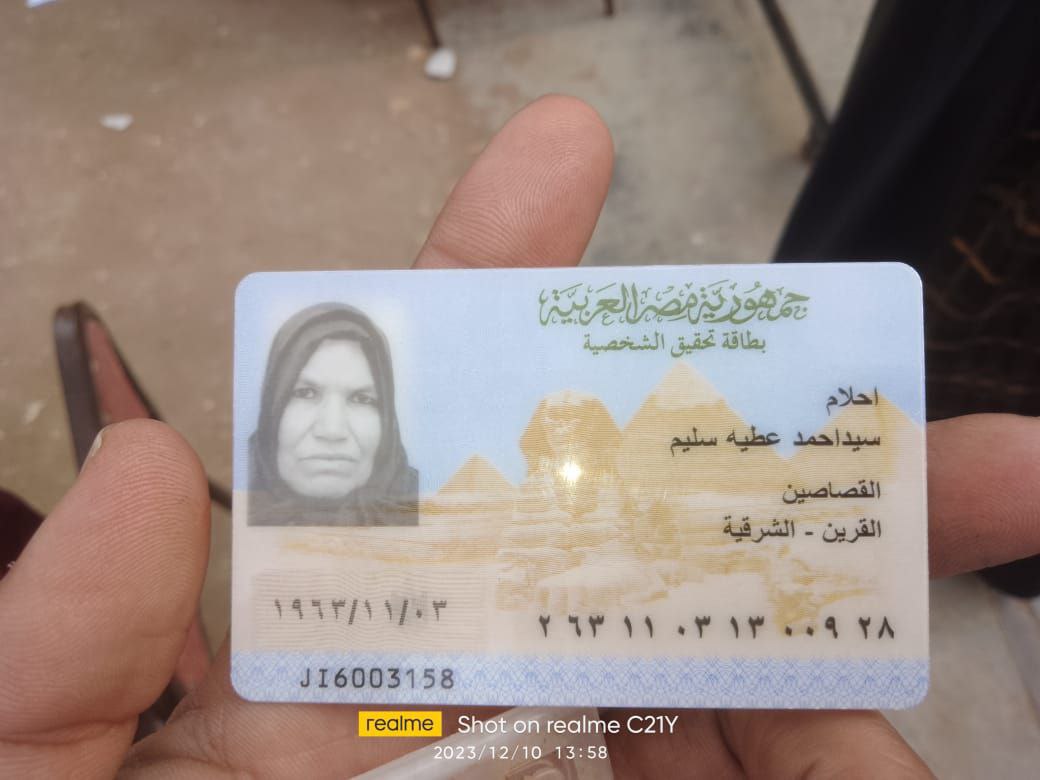 جمهورية مصر العربية
بطاقة تحقيق الشخصية
احلام
سيداحمد عطيه سليم
القصاصين
القرين - الشرقية
١٩٦٣/١١/٠٣
٢ ٦٣ ١١ ٠٣ ١٣ ٠٠٩ ٢٨
JI6003158
realme Shot on realme C21Y
2023/12/10 13:58